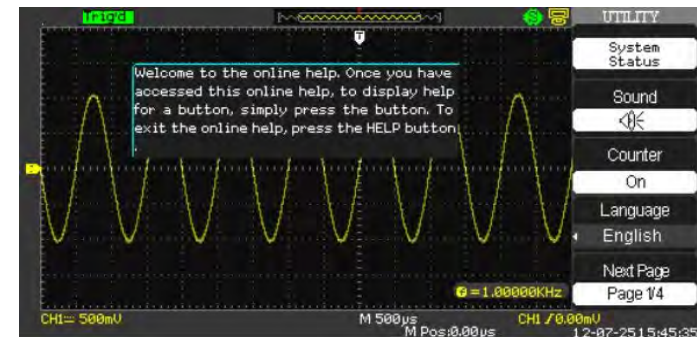 Trig'd
T
S
UTILITY
System
Status
Welcome to the online help. Once you have
accessed this online help, to display help
for a button, simply press the button. To
exit the online help, press the HELP button
.
Sound
Counter
On
Language
English
Next Page
Page 1/4
=1.00000KHz
CH1 500mV
M 500µs
CH1 0.00mV
M Pos:0.00µs
12-07-25 15:45:35